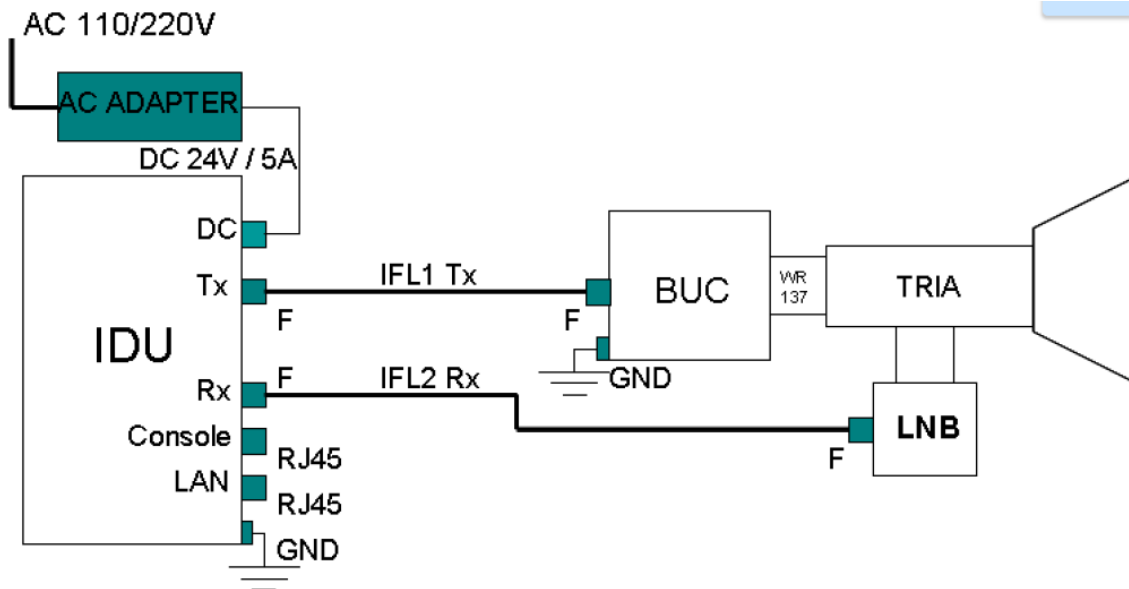 AC 110/220V
AC ADAPTER
DC 24V / 5A
DC
Tx
F
IFL1 Tx
F
BUC
WR
137
TRIA
IDU
GND
Rx
F
IFL2 Rx
F
LNB
Console
RJ45
LAN
RJ45
GND